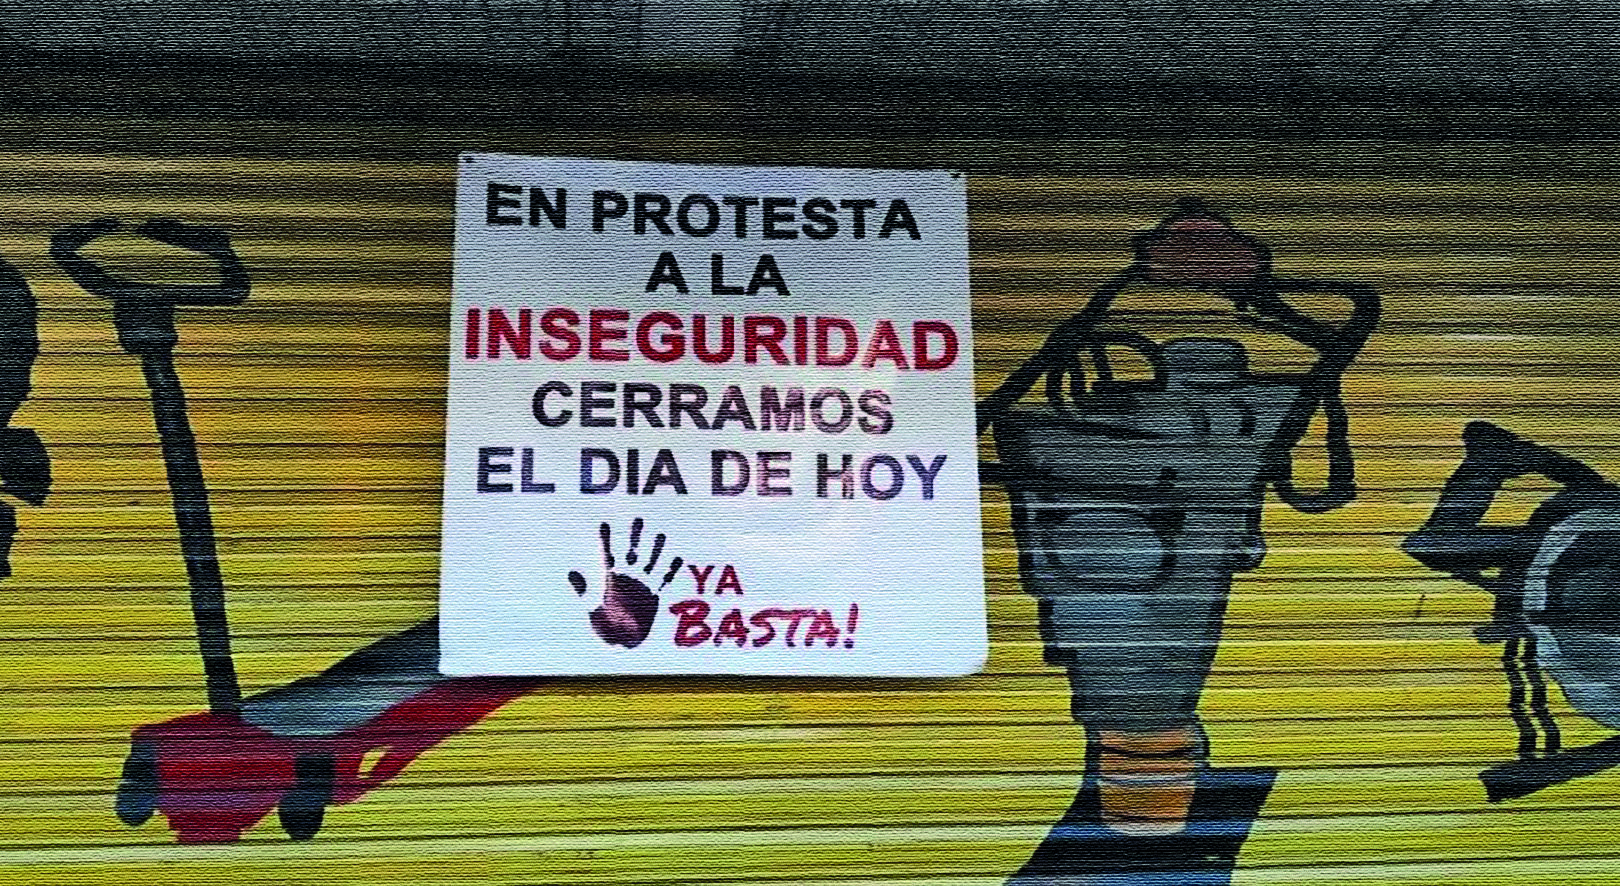 EN PROTESTA
A LA
INSEGURIDAD
CERRAMOS
EL DIA DE HOY
YA
BASTA!